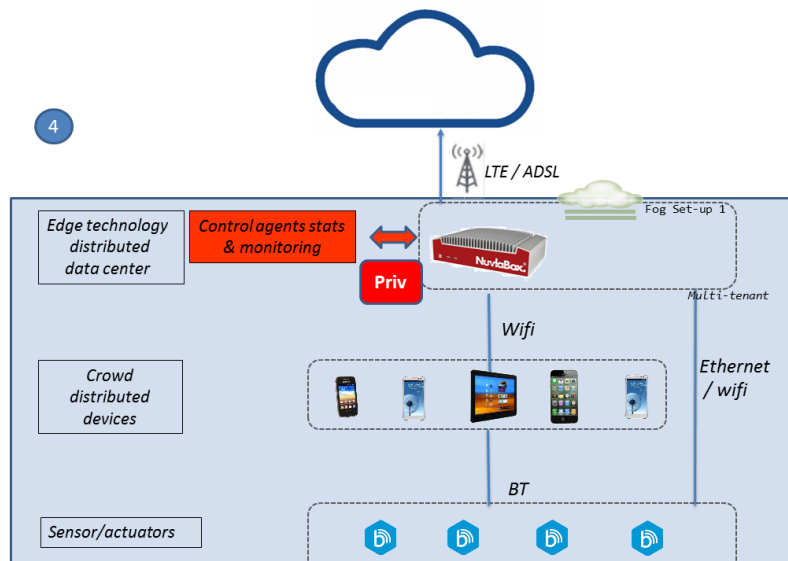 4
LTE / ADSL
Fog Set-up 1
Edge technology
distributed
data center
Control agents stats
& monitoring
NuvlaBox®
Priv
Multi-tenant
Wifi
Ethernet
/ wifi
Crowd
distributed
devices
BT
Sensor/actuators
b
b
b
b